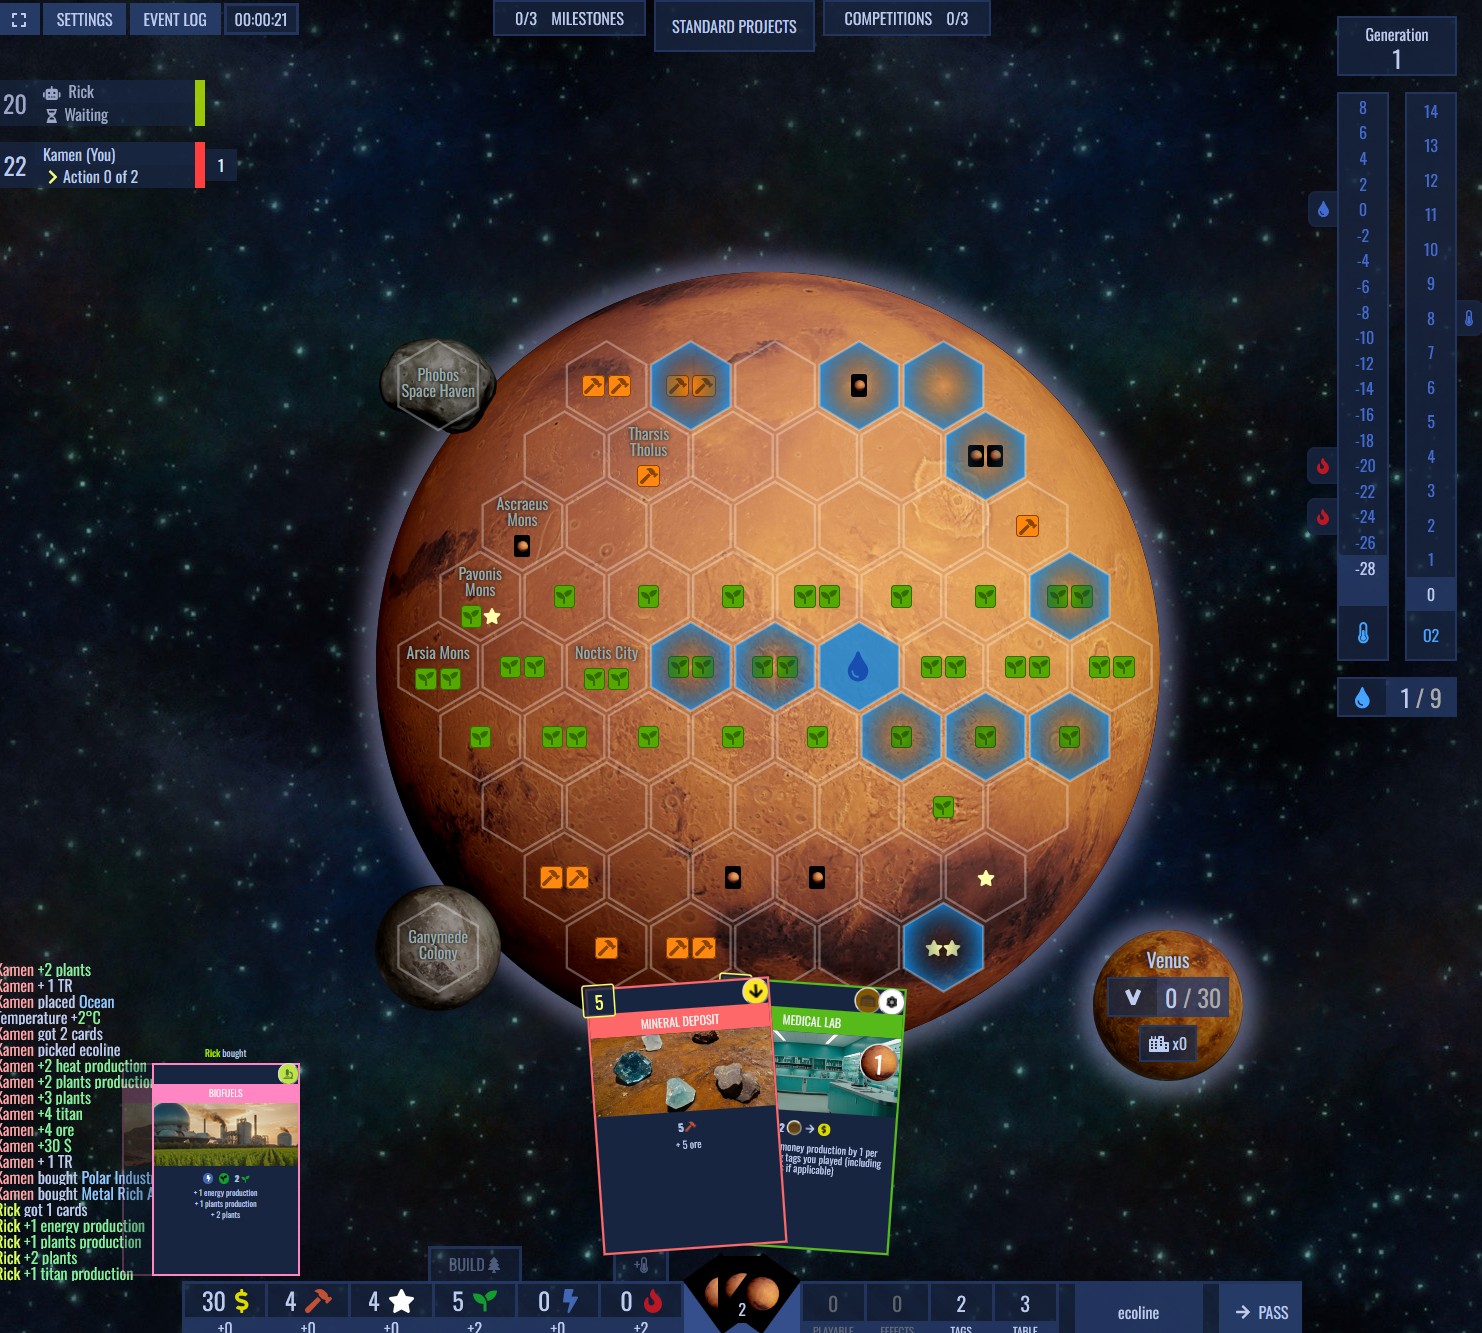 SETTINGS
EVENT LOG
00:00:21
0/3 MILESTONES
STANDARD PROJECTS
COMPETITIONS 0/3
Generation
1
20
Rick
Waiting
22
Kamen (You)
Action 0 of 2
1
8
6
4
2
0
-2
-4
-6
-8
-10
-12
-14
-16
-18
-20
-22
-24
-26
-28
14
13
12
11
10
9
8
7
6
5
4
3
2
1
0
O2
1 / 9
Phobos
Space Haven
Tharsis
Tholus
Ascraeus
Mons
Pavonis
Mons
Arsia Mons
Noctis City
Ganymede
Colony
Venus
0 / 30
x0
Kamen +2 plants
Kamen + 1 TR
Kamen placed Ocean
Temperature +2°C
Kamen got 2 cards
Kamen picked ecoline
Kamen +2 heat production
Kamen +2 plants production
Kamen +3 plants
Kamen +4 titan
Kamen +4 ore
Kamen +30 $
Kamen + 1 TR
Kamen bought Polar Industr
Kamen bought Metal Rich A
Rick got 1 cards
Rick +1 energy production
Rick +1 plants production
Rick +2 plants
Rick +1 titan production
Rick bought
BIOFUELS
2
+ 1 energy production
+ 1 plants production
+ 2 plants
5
MINERAL DEPOSIT
5
+ 5 ore
MEDICAL LAB
1
2
money production by 1 per
tags you played (including
if applicable)
BUILD
+
30 $
4
4
5
0
0
+0
+0
+0
+2
+0
+2
2
0
PLAYABLE
0
EFFECTS
2
TAGS
3
TABLE
ecoline
PASS